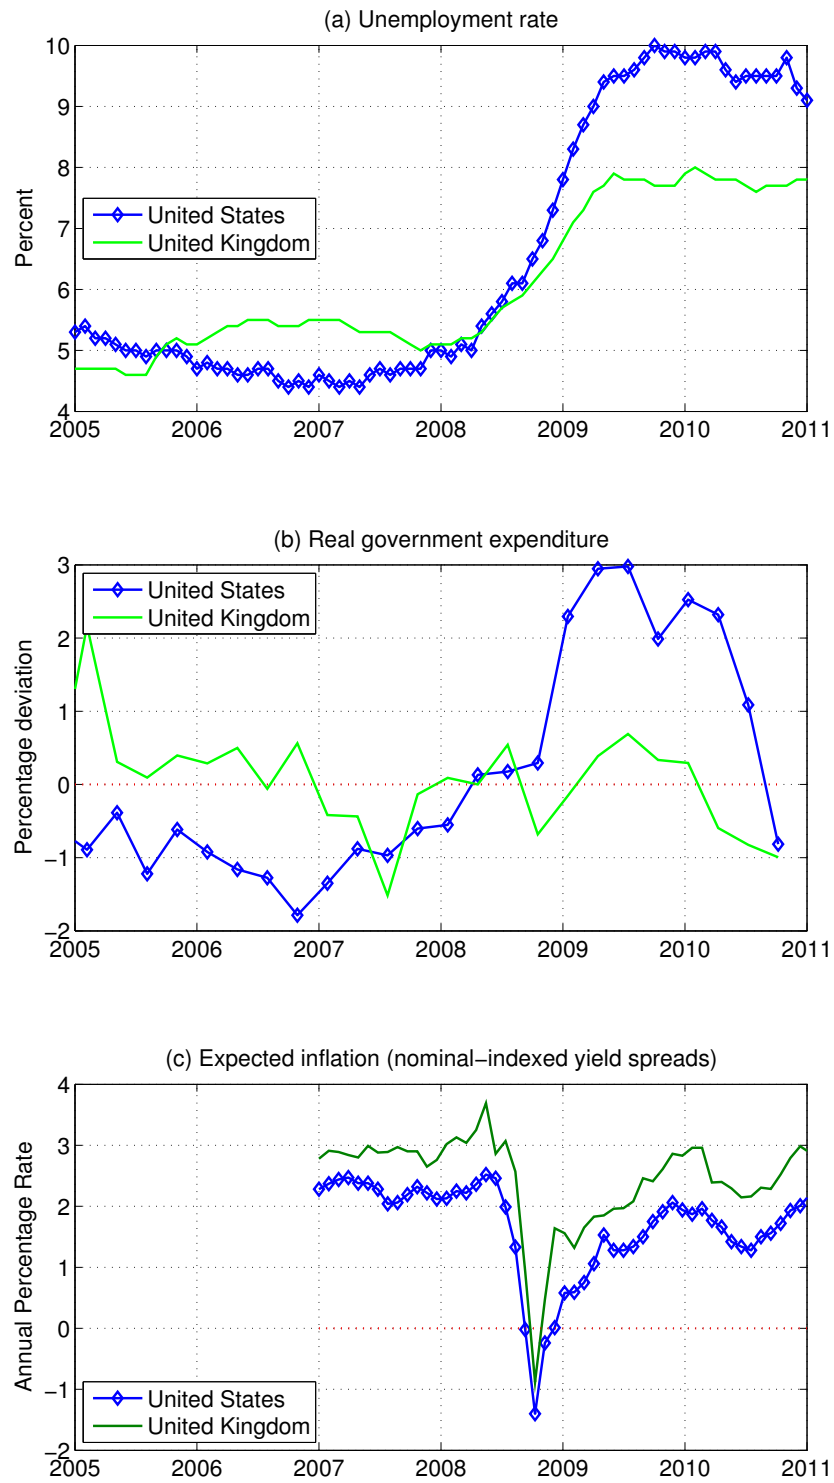 (a) Unemployment rate
10
9
8
7
6
5
4
Percent
United States
United Kingdom
2005 2006 2007 2008 2009 2010 2011
(b) Real government expenditure
3
2
1
0
−1
−2
Percentage deviation
United States
United Kingdom
2005 2006 2007 2008 2009 2010 2011
(c) Expected inflation (nominal−indexed yield spreads)
4
3
2
1
0
−1
−2
Annual Percentage Rate
United States
United Kingdom
2005 2006 2007 2008 2009 2010 2011